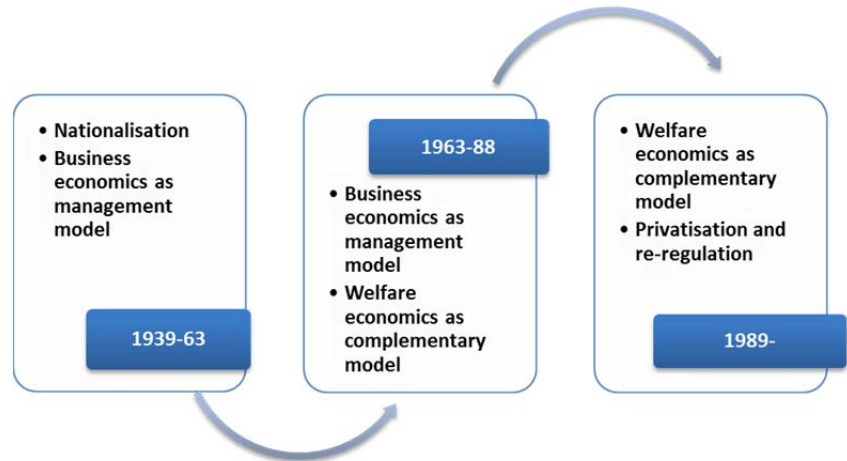 • Nationalisation
• Business
economics as
management
model
1939-63
1963-88
• Business
economics as
management
model
• Welfare
economics as
complementary
model
• Welfare
economics as
complementary
model
• Privatisation and
re-regulation
1989-